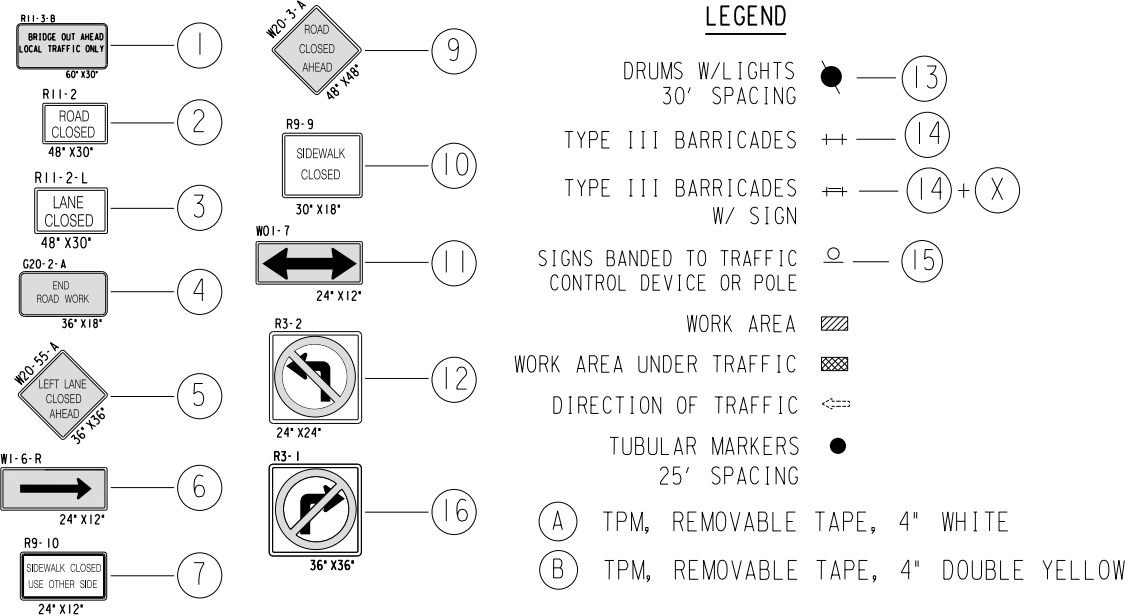 R11-3-B
BRIDGE OUT AHEAD
LOCAL TRAFFIC ONLY
60" X30"
1
R11-2
ROAD
CLOSED
48" X30"
2
R11-2-L
LANE
CLOSED
48" X30"
3
G20-2-A
END
ROAD WORK
36" X18"
4
W20-55-A
LEFT LANE
CLOSED
AHEAD
36" X36"
5
W1-6-R
24" X12"
6
R9-10
SIDEWALK CLOSED
USE OTHER SIDE
24" X12"
7
W20-3-A
ROAD
CLOSED
AHEAD
48" X48"
9
R9-9
SIDEWALK
CLOSED
30" X18"
10
W01-7
24" X12"
11
R3-2
24" X24"
12
R3-1
36" X36"
16
LEGEND
DRUMS W/LIGHTS
30' SPACING
13
TYPE III BARRICADES
14
TYPE III BARRICADES
W/ SIGN
14 + X
SIGNS BANDED TO TRAFFIC
CONTROL DEVICE OR POLE
15
WORK AREA
WORK AREA UNDER TRAFFIC
DIRECTION OF TRAFFIC
TUBULAR MARKERS
25' SPACING
A TPM, REMOVABLE TAPE, 4" WHITE
B TPM, REMOVABLE TAPE, 4" DOUBLE YELLOW